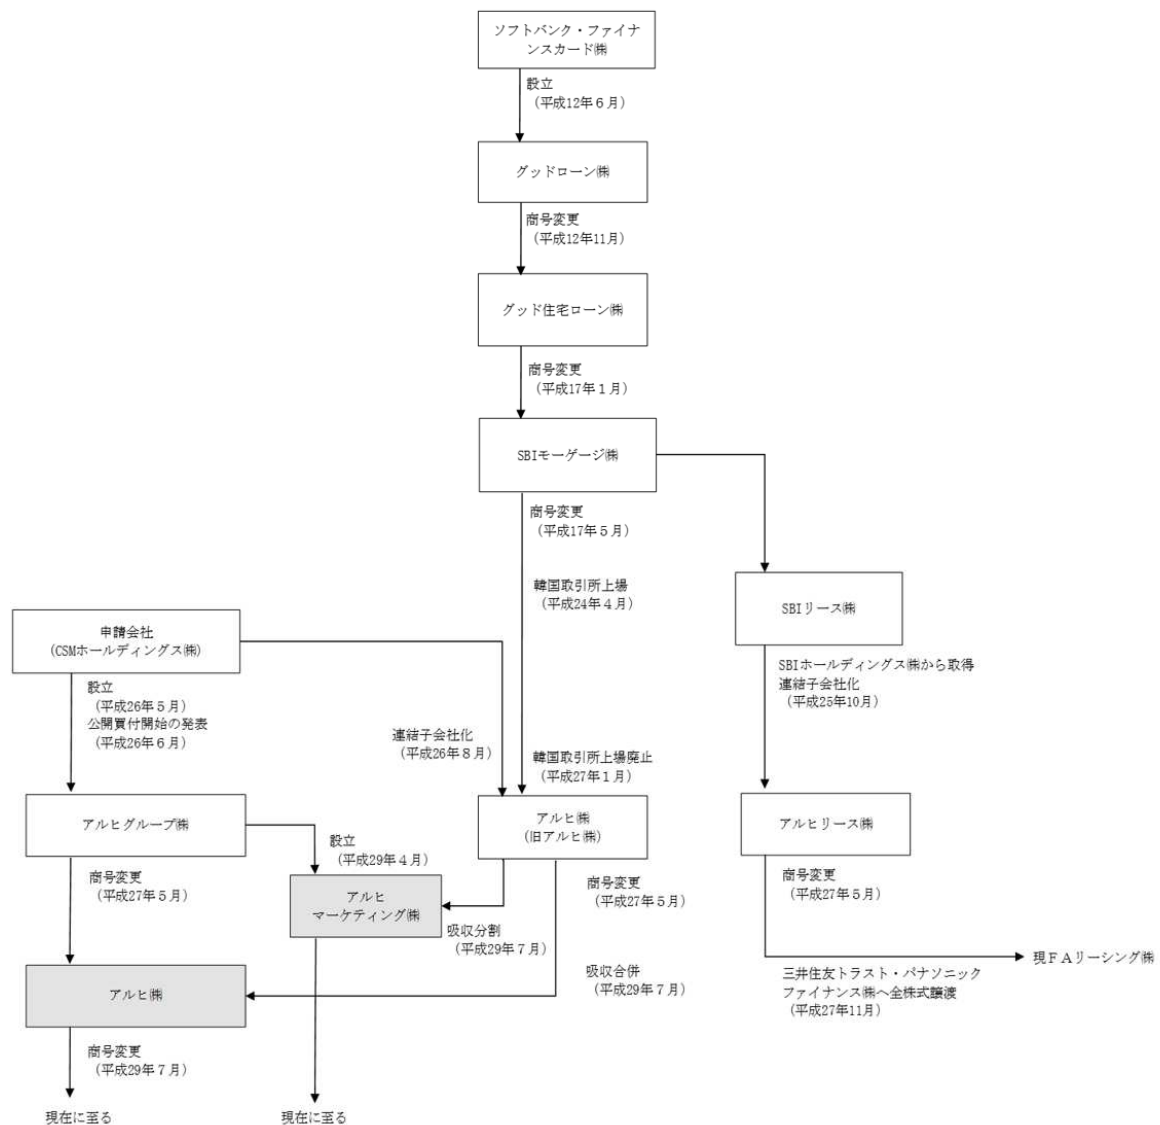 ソフトバンク・ファイナ
ンスカード㈱
設立
(平成12年６月)
グッドローン㈱
商号変更
(平成12年11月)
グッド住宅ローン㈱
商号変更
(平成17年１月)
SBIモーゲージ㈱
商号変更
(平成17年５月)
韓国取引所上場
(平成24年４月)
SBIリース㈱
申請会社
(CSMホールディングス㈱)
SBIホールディングス㈱から取得
連結子会社化
(平成25年10月)
設立
(平成26年５月)
公開買付開始の発表
(平成26年６月)
連結子会社化
(平成26年８月)
韓国取引所上場廃止
(平成27年１月)
アルヒグループ㈱
アルヒ㈱
(旧アルヒ㈱)
アルヒリース㈱
設立
(平成29年４月)
商号変更
(平成27年５月)
アルヒ
マーケティング㈱
商号変更
(平成27年５月)
商号変更
(平成27年５月)
吸収分割
(平成29年７月)
現ＦＡリーシング㈱
アルヒ㈱
吸収合併
(平成29年７月)
三井住友トラスト・パナソニック
ファイナンス㈱へ全株式譲渡
(平成27年11月)
商号変更
(平成29年７月)
現在に至る
現在に至る